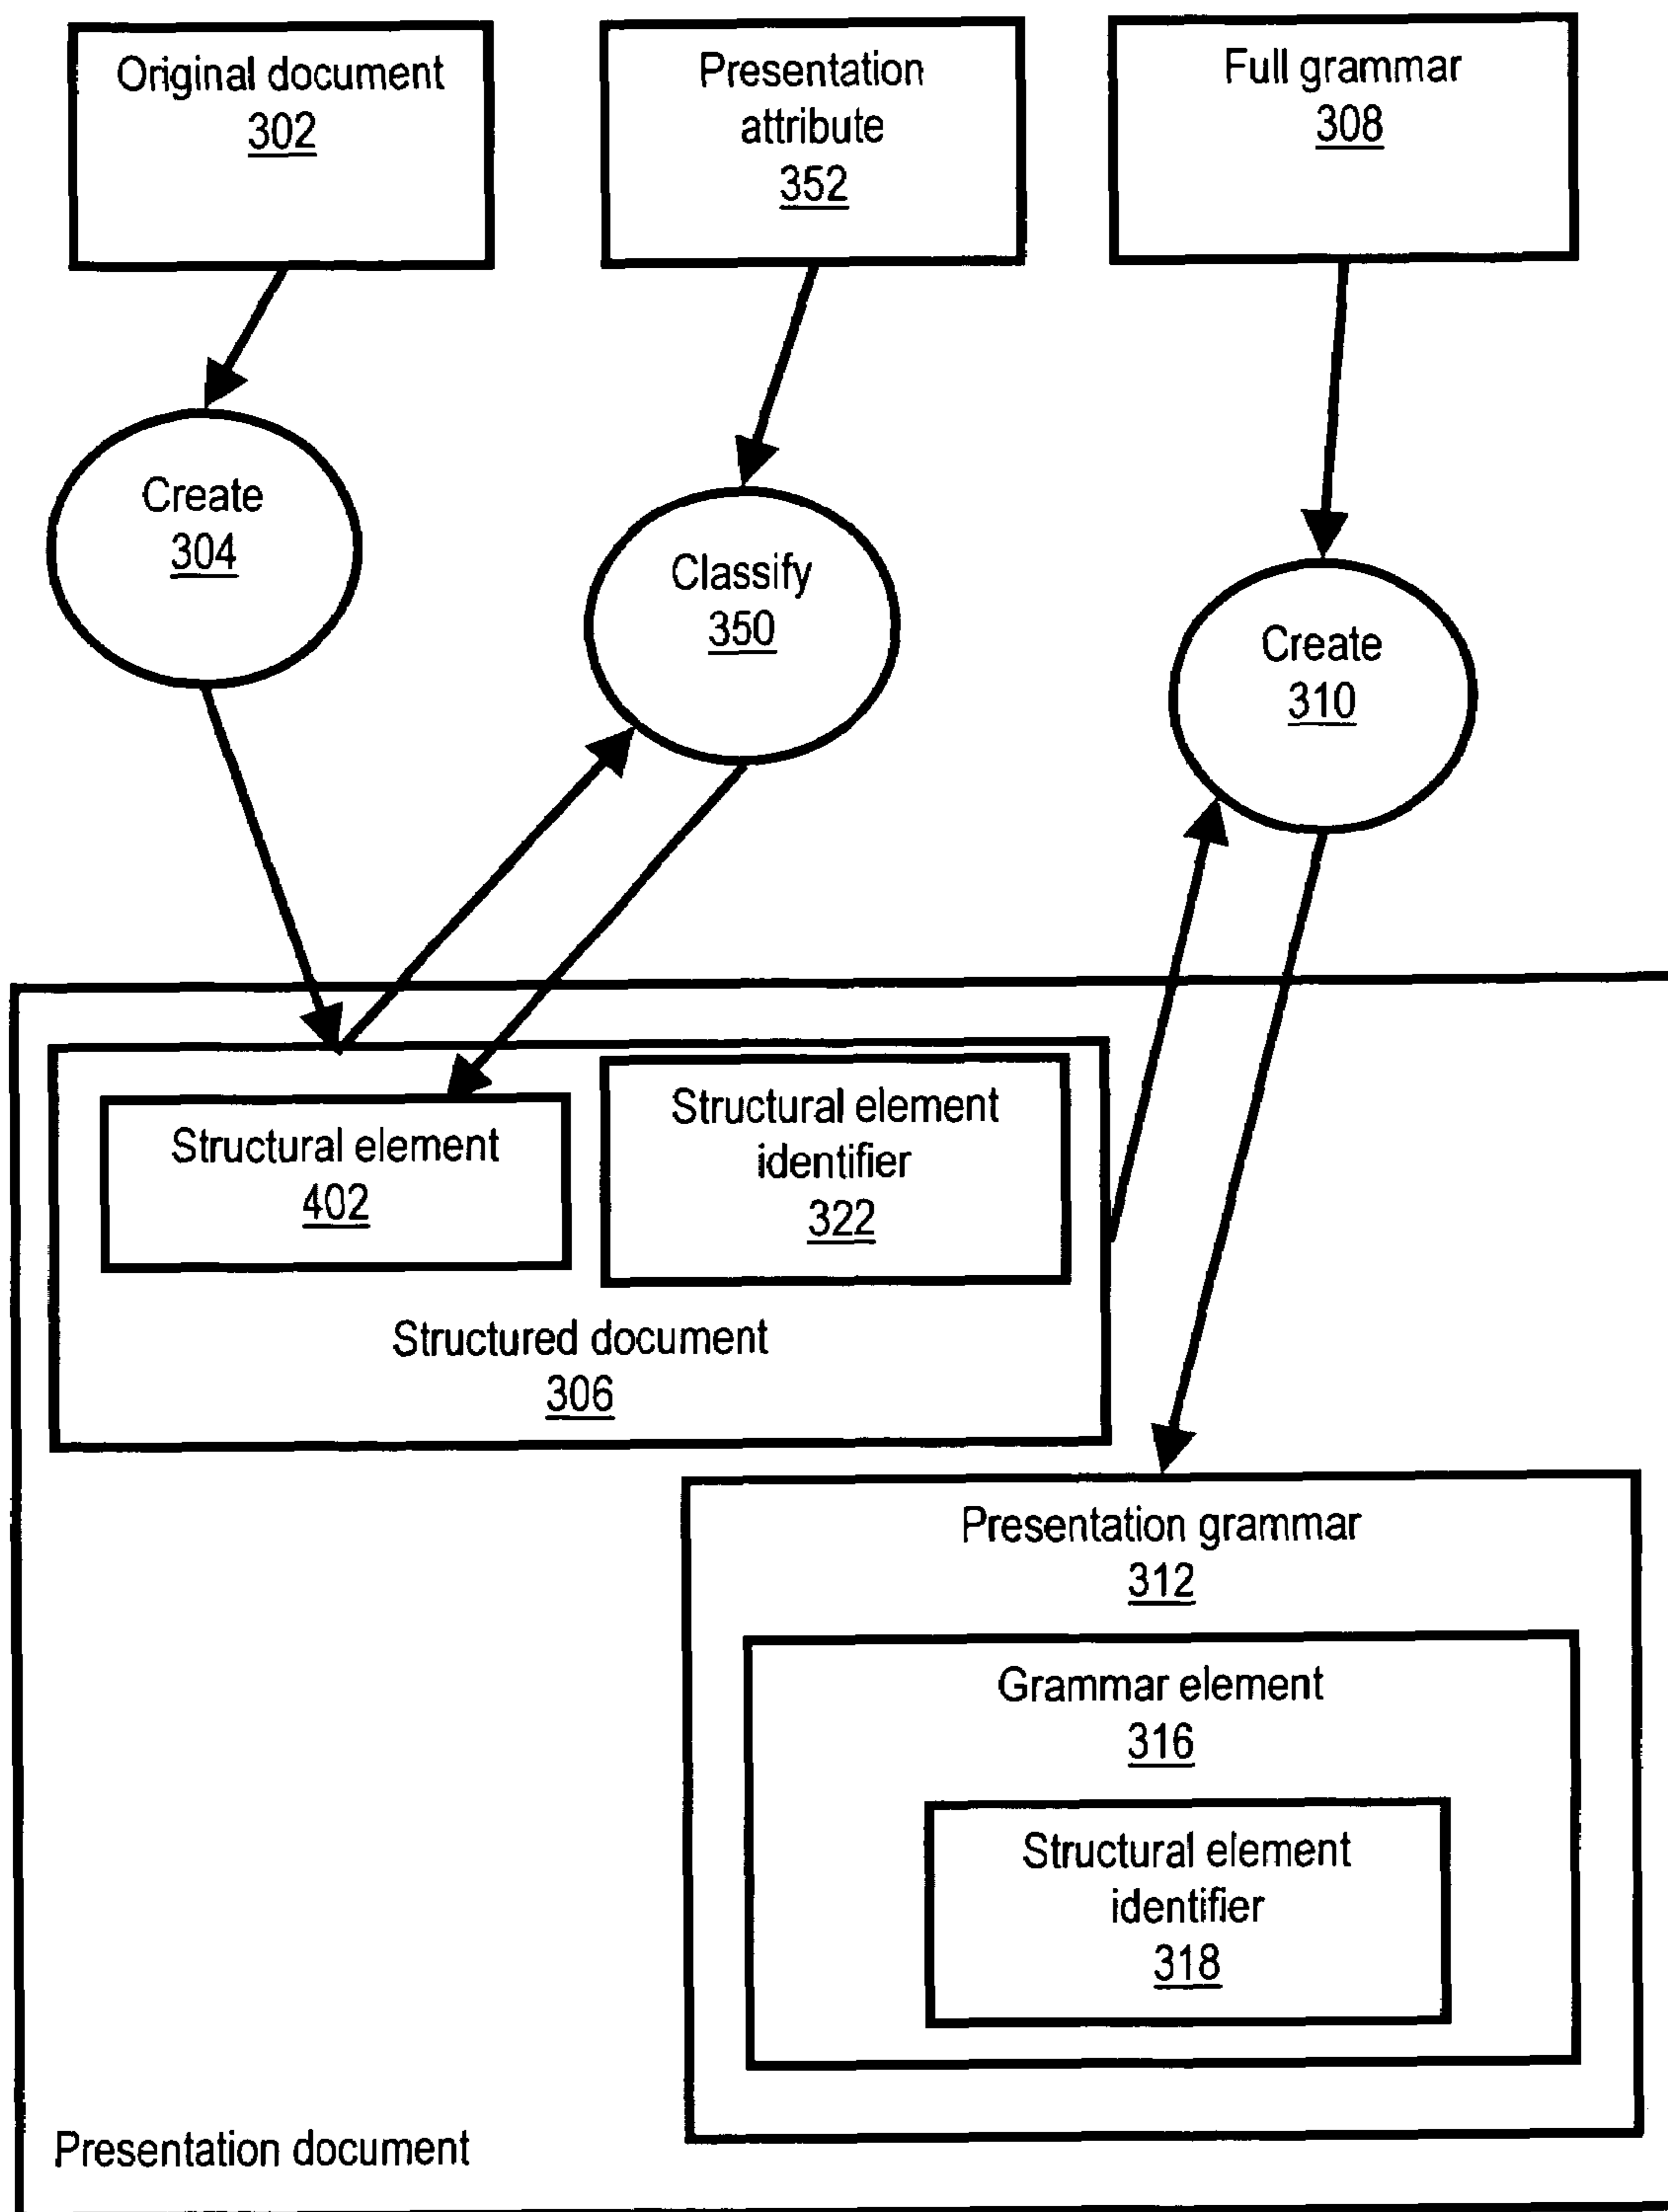 Original document
302
Presentation
attribute
352
Full grammar
308
Create
304
Classify
350
Create
310
Structural element
402
Structural element
identifier
322
Structured document
306
Presentation grammar
312
Grammar element
316
Structural element
identifier
318
Presentation document